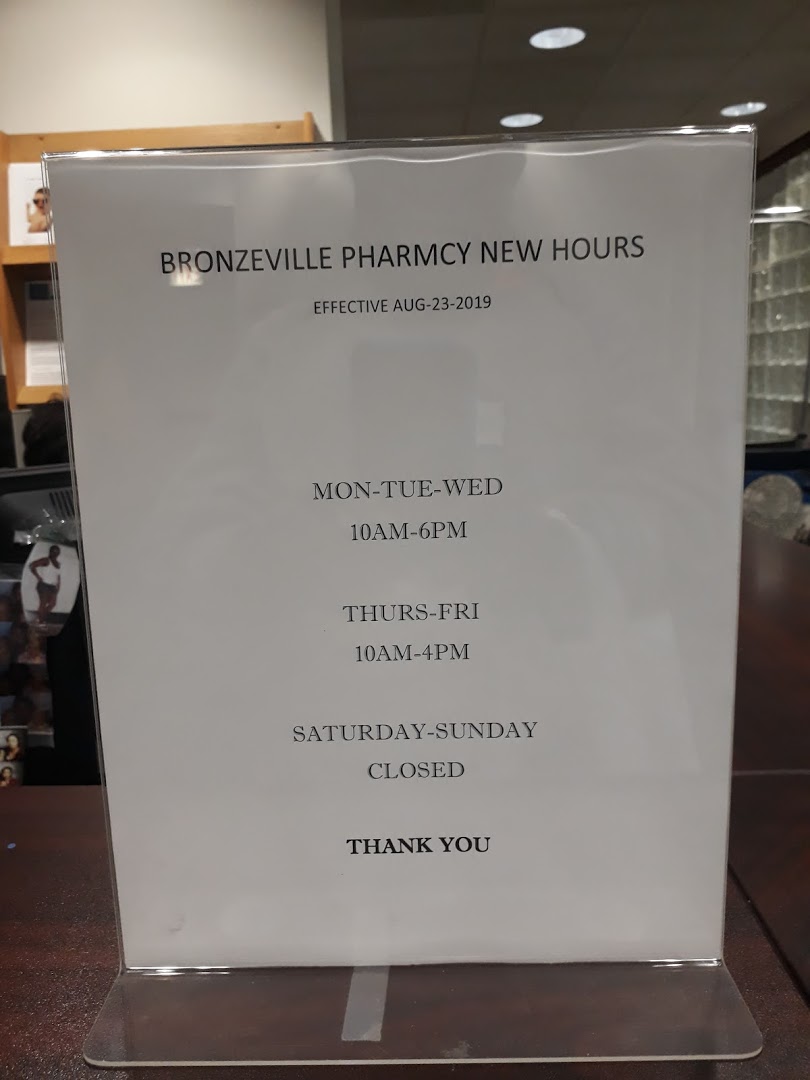 BRONZEVILLE PHARMCY NEW HOURS
EFFECTIVE AUG-23-2019
MON-TUE-WED
10AM-6PM
THURS-FRI
10AM-4PM
SATURDAY-SUNDAY
CLOSED
THANK YOU